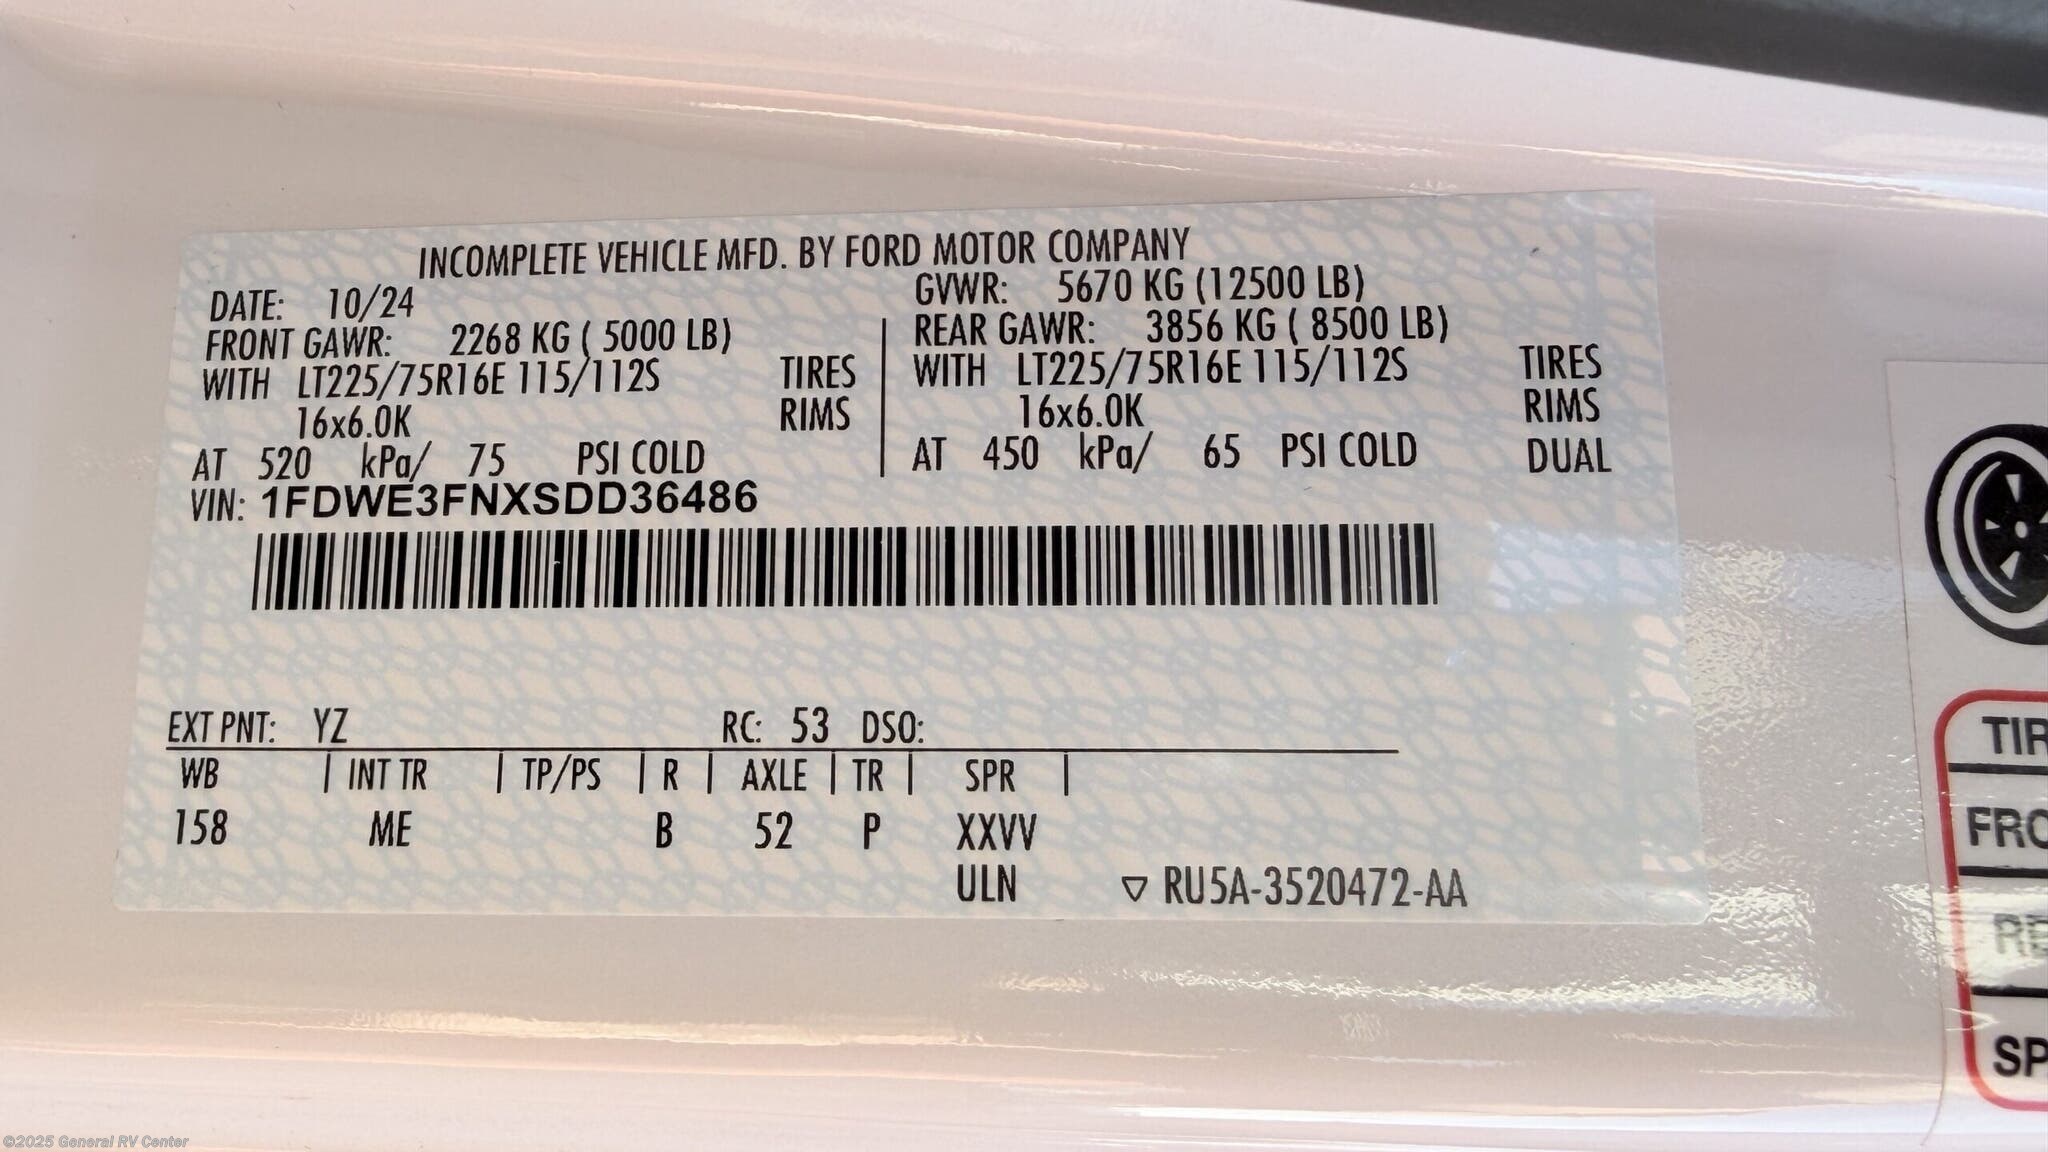 INCOMPLETE VEHICLE MFD. BY FORD MOTOR COMPANY
DATE: 10/24
GVWR: 5670 KG (12500 LB)
FRONT GAWR: 2268 KG ( 5000 LB)
REAR GAWR: 3856 KG ( 8500 LB)
WITH LT225/75R16E 115/112S TIRES
WITH LT225/75R16E 115/112S TIRES
16x6.0K RIMS
16x6.0K RIMS
AT 520 kPa/ 75 PSI COLD
AT 450 kPa/ 65 PSI COLD DUAL
VIN: 1FDWE3FNXSDD36486
EXT PNT: YZ RC: 53 DSO:
WB | INT TR | TP/PS | R | AXLE | TR | SPR |
158 ME B 52 P XXVV
ULN ▽ RU5A-3520472-AA
TIR
FRO
RE
SP
©2025 General RV Center